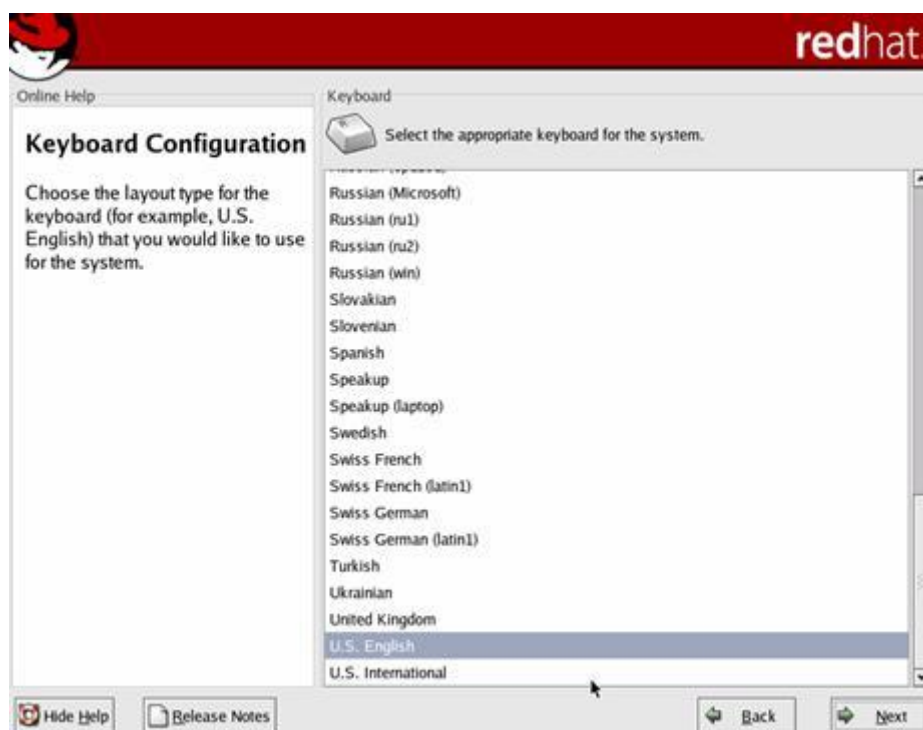 redhat.
Online Help
Keyboard Configuration
Choose the layout type for the
keyboard (for example, U.S.
English) that you would like to use
for the system.
Keyboard
Select the appropriate keyboard for the system.
Russian (Microsoft)
Russian (ru1)
Russian (ru2)
Russian (win)
Slovakian
Slovenian
Spanish
Speakup
Speakup (laptop)
Swedish
Swiss French
Swiss French (latin1)
Swiss German
Swiss German (latin1)
Turkish
Ukrainian
United Kingdom
U.S. English
U.S. International
Hide Help
Release Notes
Back
Next